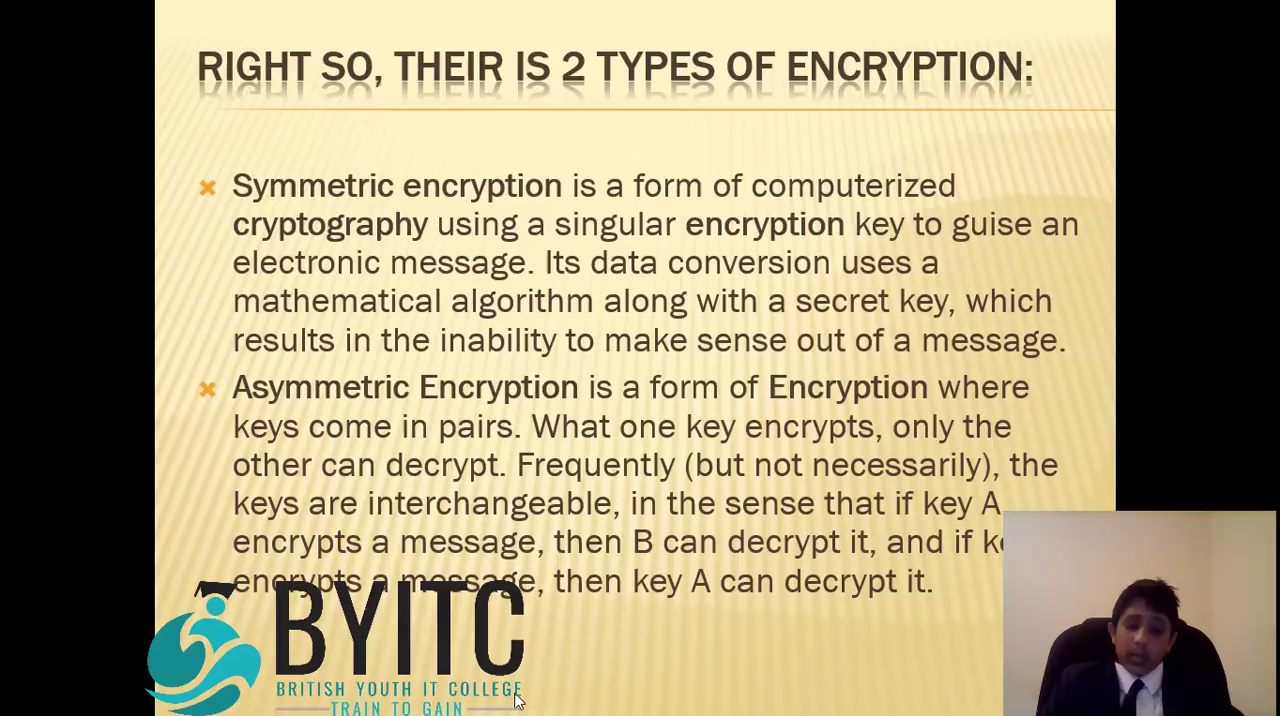 RIGHT SO, THEIR IS 2 TYPES OF ENCRYPTION:
Symmetric encryption is a form of computerized
cryptography using a singular encryption key to guise an
electronic message. Its data conversion uses a
mathematical algorithm along with a secret key, which
results in the inability to make sense out of a message.
Asymmetric Encryption is a form of Encryption where
keys come in pairs. What one key encrypts, only the
other can decrypt. Frequently (but not necessarily), the
keys are interchangeable, in the sense that if key A
encrypts a message, then B can decrypt it, and if
encrypts a message, then key A can decrypt it.
BYITC
BRITISH YOUTH IT COLLEGE
TRAIN TO GAIN